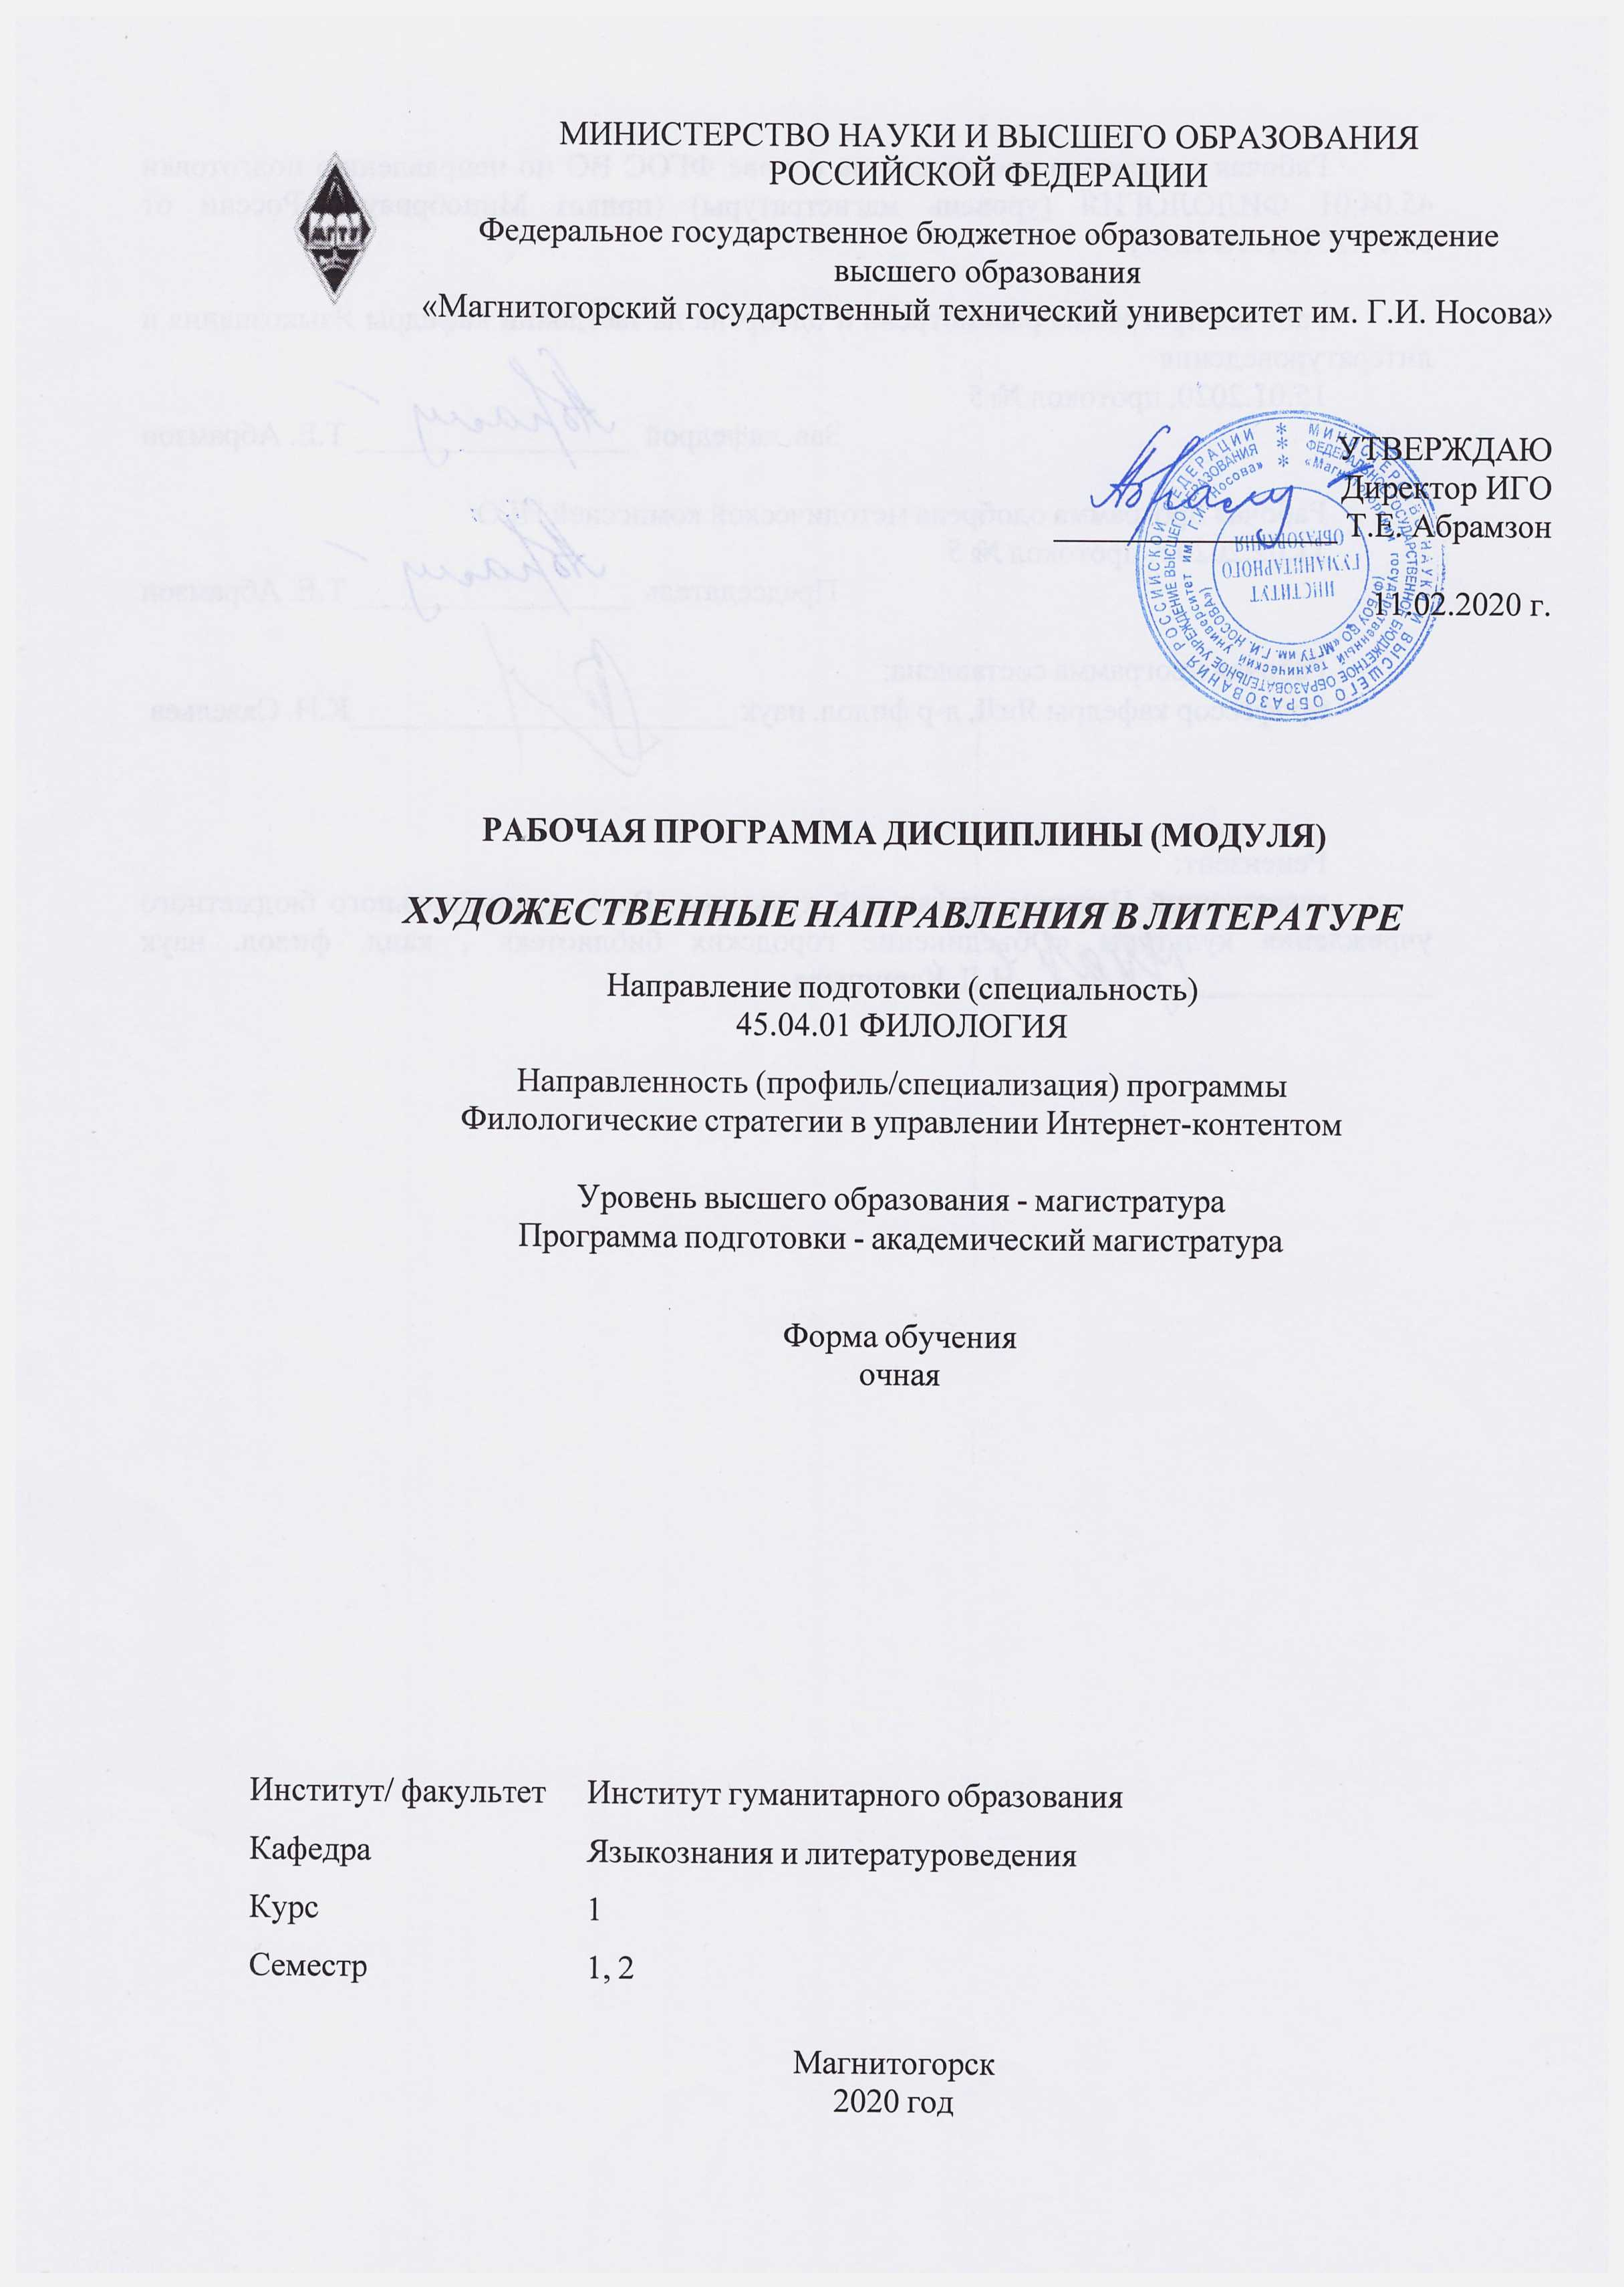 МИНИСТЕРСТВО НАУКИ И ВЫСШЕГО ОБРАЗОВАНИЯ
РОССИЙСКОЙ ФЕДЕРАЦИИ
Федеральное государственное бюджетное образовательное учреждение
высшего образования
«Магнитогорский государственный технический университет им. Г.И. Носова»
УТВЕРЖДАЮ
Директор ИГО
Т.Е. Абрамзон
11.02.2020 г.
ИНСТИТУТ
ГУМАНИТАРНОГО
ОБРАЗОВАНИЯ
РАБОЧАЯ ПРОГРАММА ДИСЦИПЛИНЫ (МОДУЛЯ)
ХУДОЖЕСТВЕННЫЕ НАПРАВЛЕНИЯ В ЛИТЕРАТУРЕ
Направление подготовки (специальность)
45.04.01 ФИЛОЛОГИЯ
Направленность (профиль/специализация) программы
Филологические стратегии в управлении Интернет-контентом
Уровень высшего образования - магистратура
Программа подготовки - академический магистратура
Форма обучения
очная
Институт/ факультет Институт гуманитарного образования
Кафедра Языкознания и литературоведения
Курс 1
Семестр 1, 2
Магнитогорск
2020 год